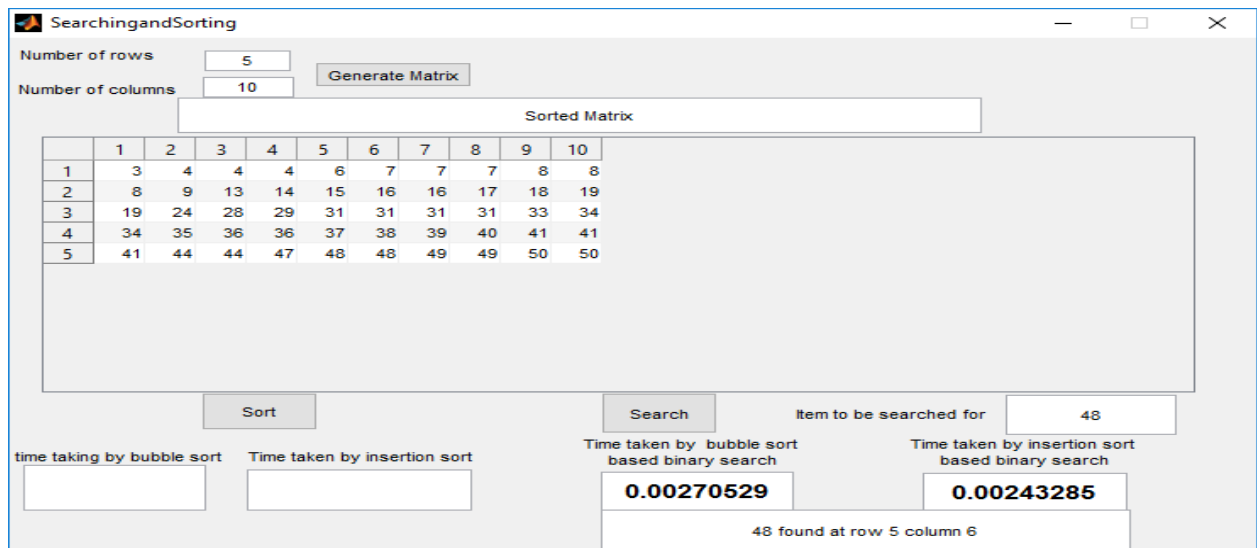 SearchingandSorting
Number of rows 5
Generate Matrix
Number of columns 10
Sorted Matrix
1 2 3 4 5 6 7 8 9 10
1 3 4 4 4 6 7 7 7 8 8
2 8 9 13 14 15 16 16 17 18 19
3 19 24 28 29 31 31 31 31 33 34
4 34 35 36 36 37 38 39 40 41 41
5 41 44 44 47 48 48 49 49 50 50
Sort Search Item to be searched for 48
time taking by bubble sort Time taken by insertion sort
Time taken by bubble sort
based binary search
0.00270529
Time taken by insertion sort
based binary search
0.00243285
48 found at row 5 column 6